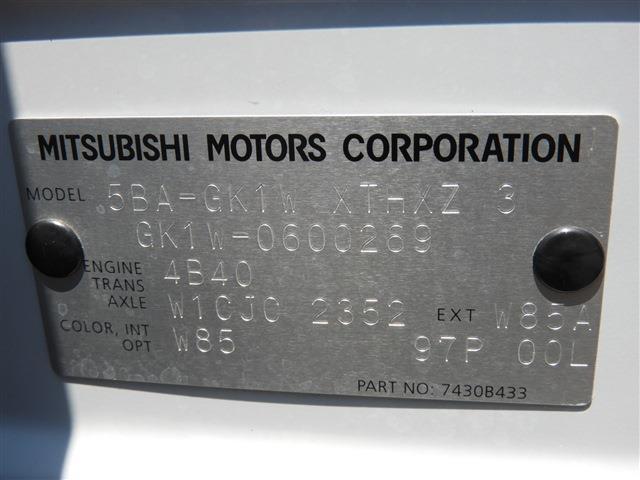 MITSUBISHI MOTORS CORPORATION
MODEL 5BA-GK1W XTHXZ 3
GK1W-0600289
ENGINE 4B40
TRANS AXLE W1CJC 2352 EXT W85A
COLOR, INT OPT W85 97P 00L
PART NO: 7430B433